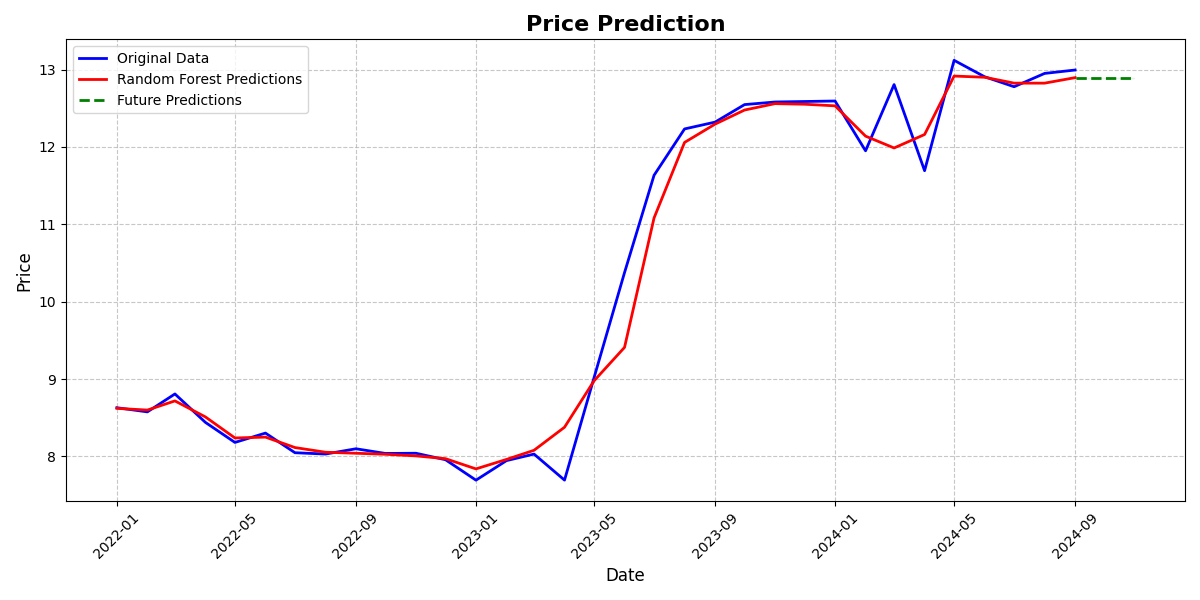 Price Prediction
Original Data
Random Forest Predictions
Future Predictions
Price
13
12
11
10
9
8
2022-01
2022-05
2022-09
2023-01
2023-05
2023-09
2024-01
2024-05
2024-09
Date